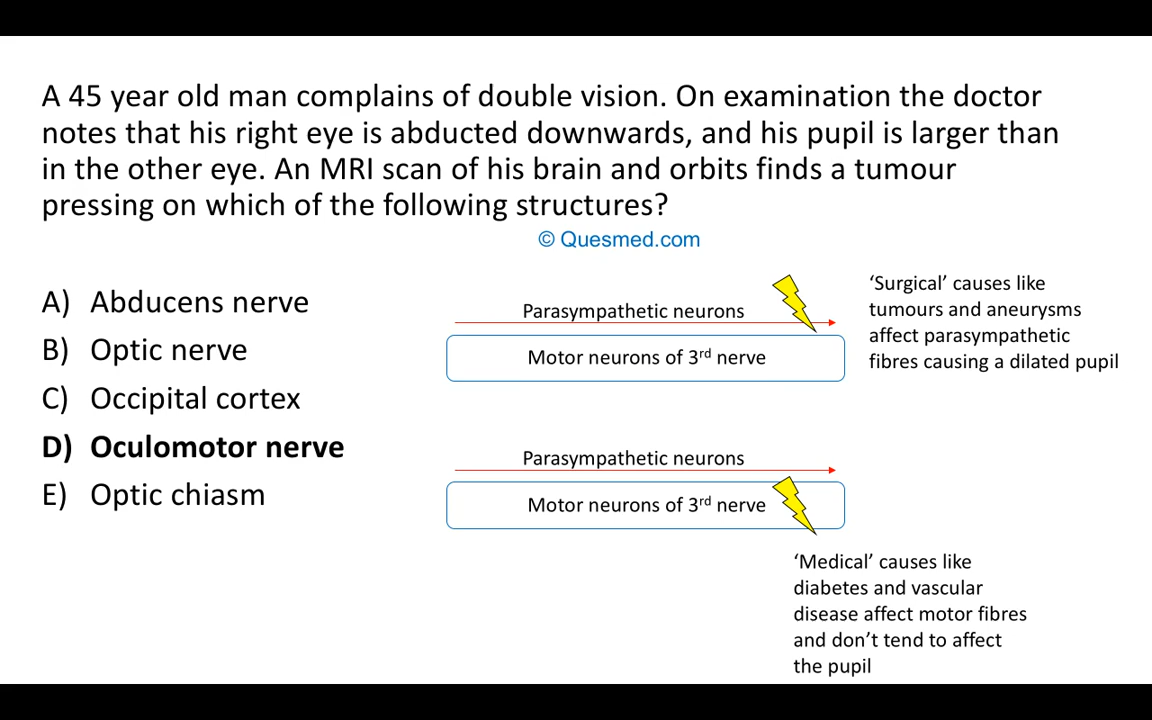 A 45 year old man complains of double vision. On examination the doctor
notes that his right eye is abducted downwards, and his pupil is larger than
in the other eye. An MRI scan of his brain and orbits finds a tumour
pressing on which of the following structures?
© Quesmed.com
A) Abducens nerve
B) Optic nerve
C) Occipital cortex
D) Oculomotor nerve
E) Optic chiasm
Parasympathetic neurons
Motor neurons of 3rd nerve
‘Surgical’ causes like
tumours and aneurysms
affect parasympathetic
fibres causing a dilated pupil
Parasympathetic neurons
Motor neurons of 3rd nerve
‘Medical’ causes like
diabetes and vascular
disease affect motor fibres
and don’t tend to affect
the pupil